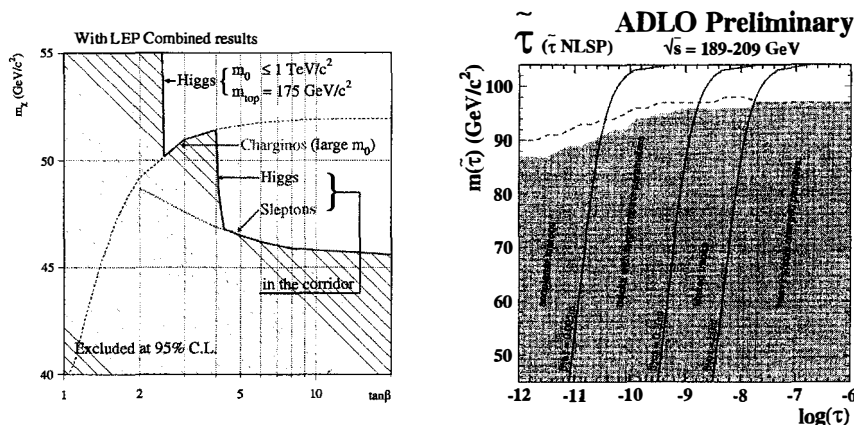 With LEP Combined results
m_χ (GeV/c²)
55
50
45
40
Higgs { m₀ ≤ 1 TeV/c²
m_top = 175 GeV/c²
Charginos (large m₀)
Higgs
Sleptons
in the corridor
Excluded at 95% C.L.
1
2
4
10
tanβ
τ̃ (τ̃ NLSP)
ADLO Preliminary
√s = 189-209 GeV
m(τ̃) (GeV/c²)
100
90
80
70
60
50
-12
-11
-10
-9
-8
-7
-6
log(τ)